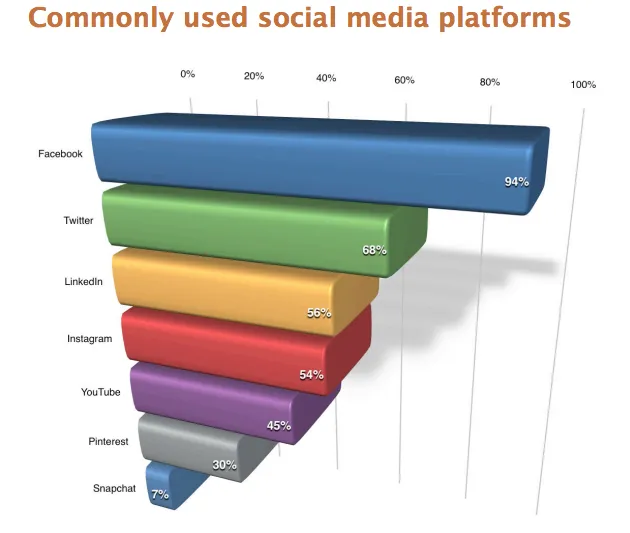 Commonly used social media platforms
0% 20% 40% 60% 80% 100%
Facebook 94%
Twitter 68%
LinkedIn 56%
Instagram 54%
YouTube 45%
Pinterest 30%
Snapchat 7%